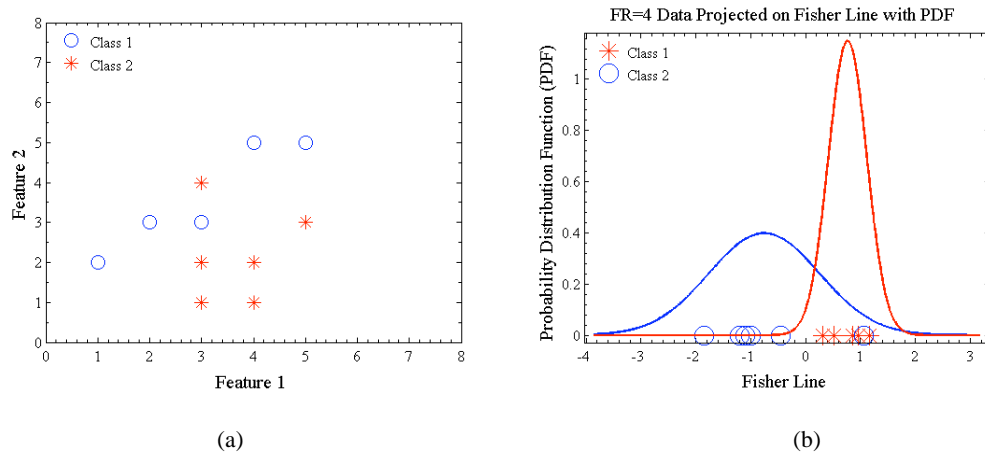 8
7
6
5
4
3
2
1
0
Feature 2
Class 1
Class 2
0 1 2 3 4 5 6 7 8
Feature 1
(a)
FR=4 Data Projected on Fisher Line with PDF
Probability Distribution Function (PDF)
1
0.8
0.6
0.4
0.2
0
Class 1
Class 2
-4 -3 -2 -1 0 1 2 3
Fisher Line
(b)